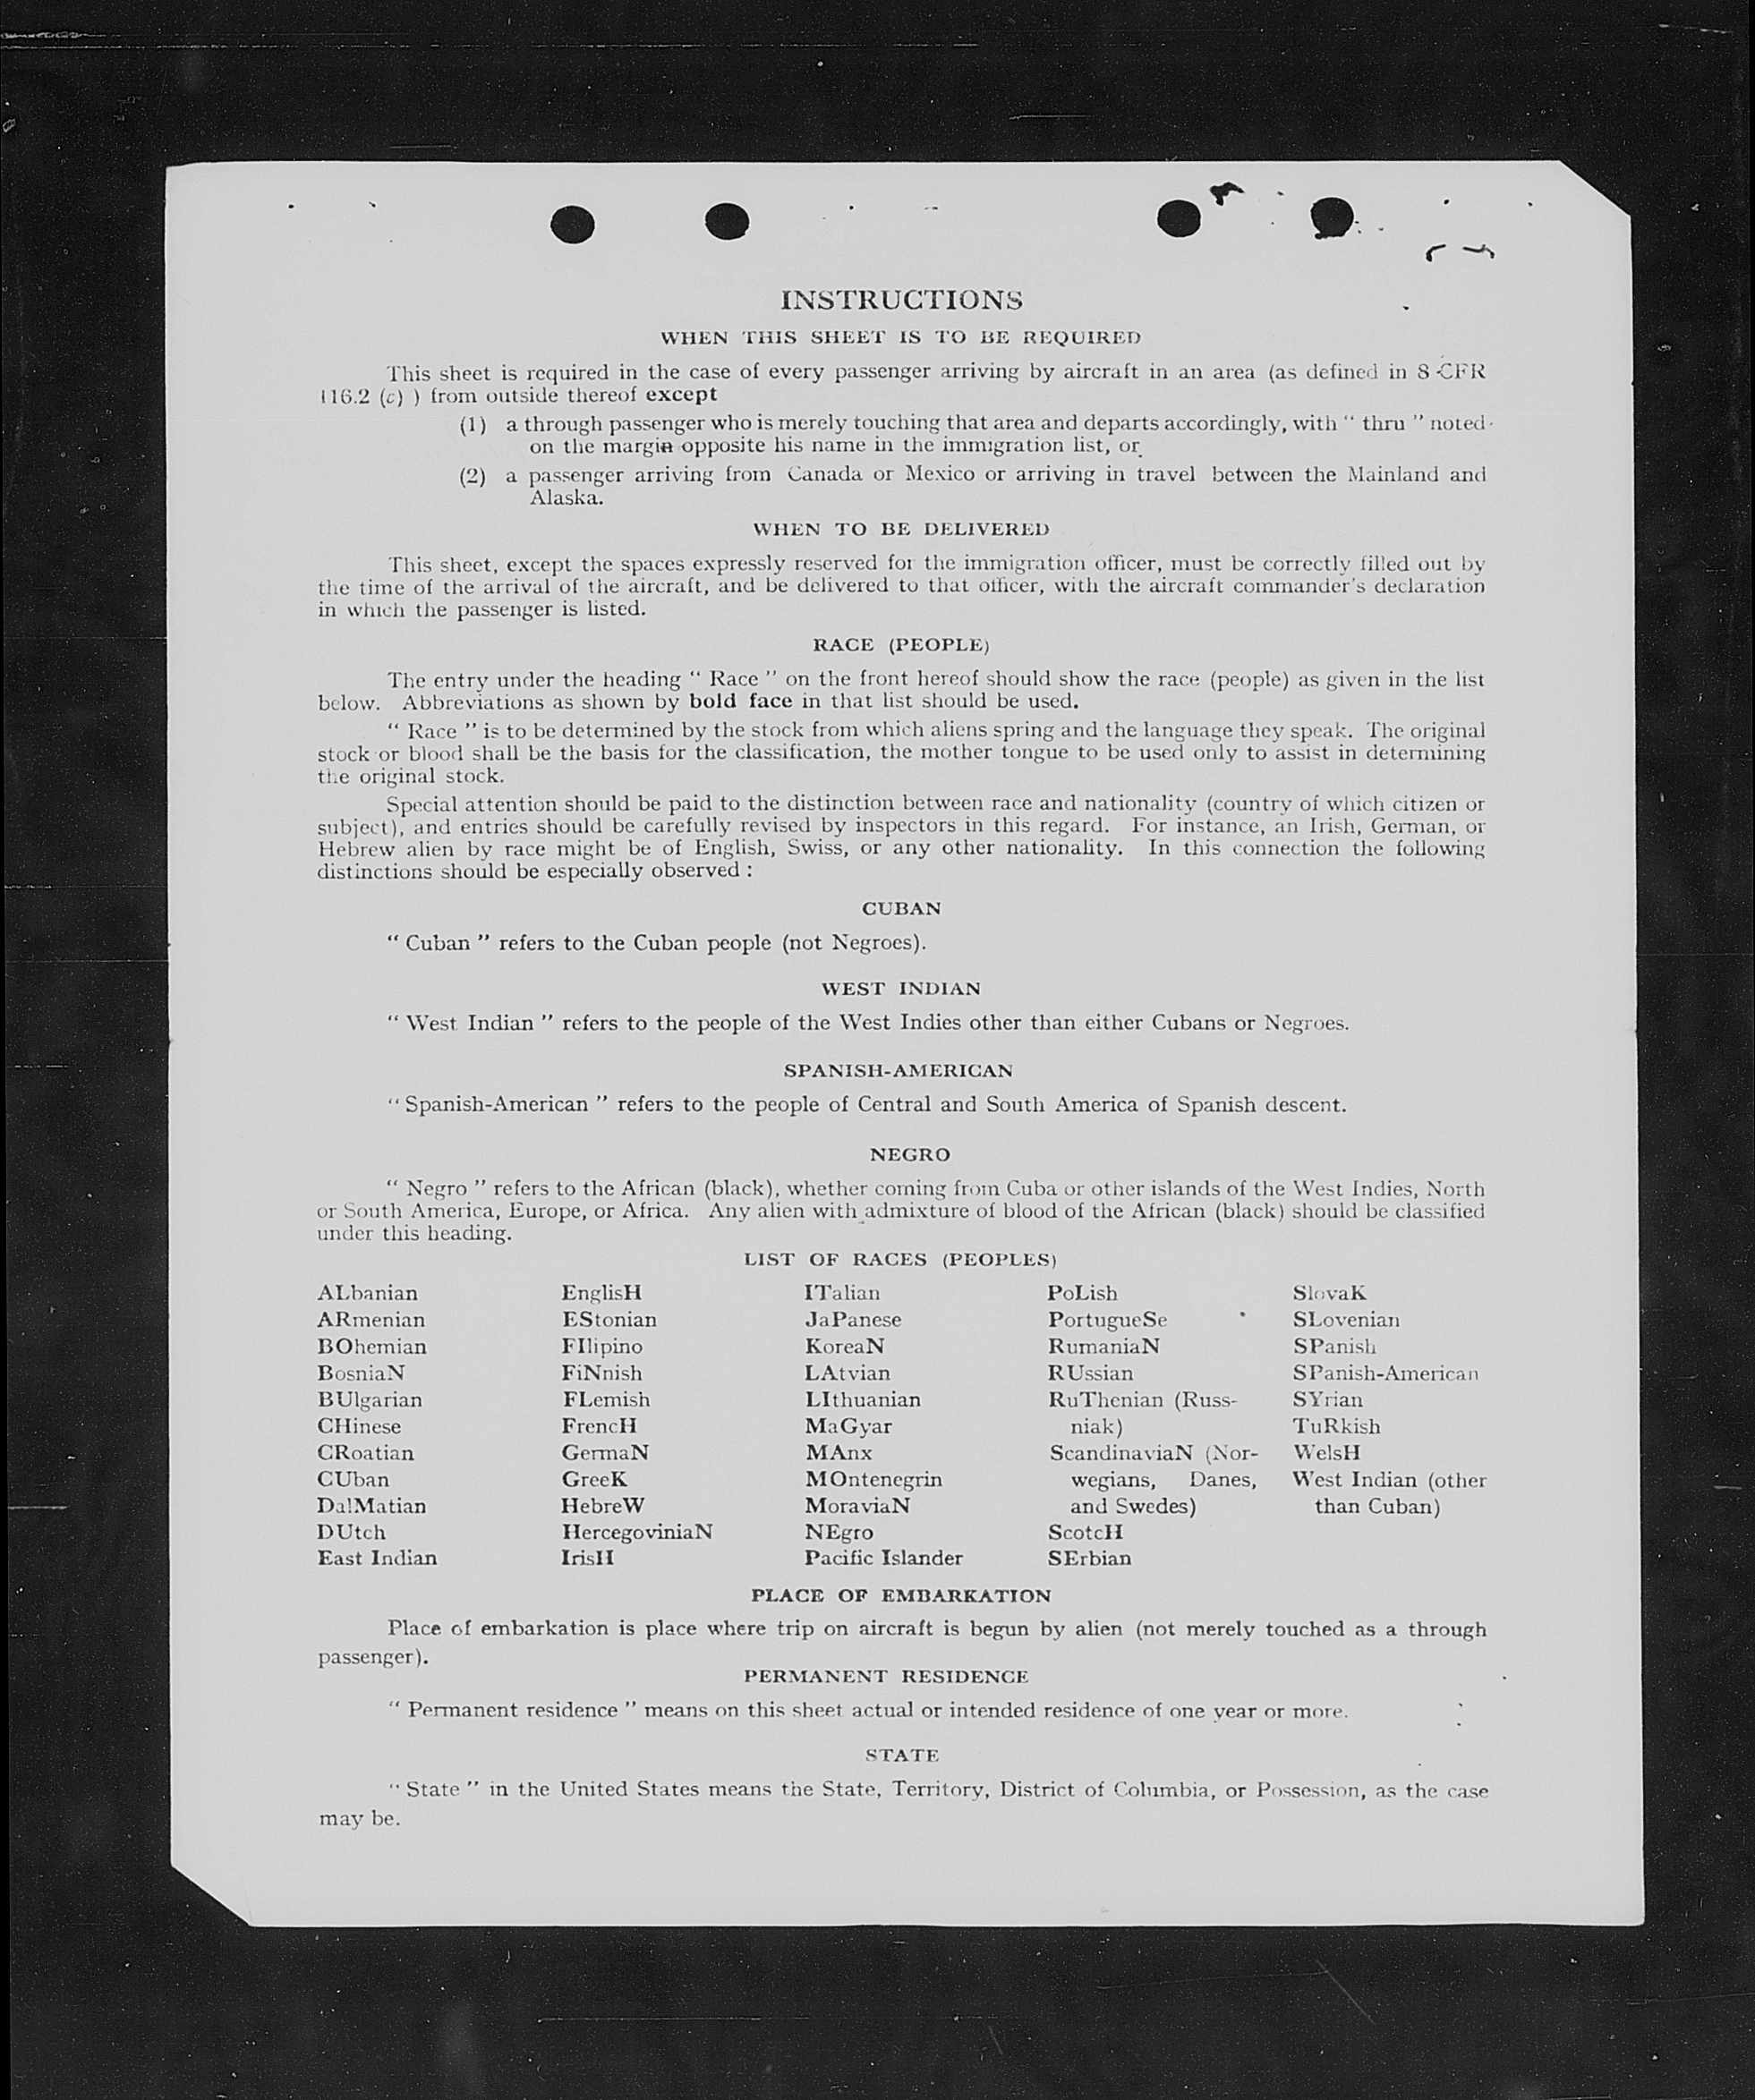 INSTRUCTIONS
WHEN THIS SHEET IS TO BE REQUIRED
This sheet is required in the case of every passenger arriving by aircraft in an area (as defined in 8 CFR
116.2 (c) ) from outside thereof except
(1) a through passenger who is merely touching that area and departs accordingly, with “ thru ” noted
on the margin opposite his name in the immigration list, or
(2) a passenger arriving from Canada or Mexico or arriving in travel between the Mainland and
Alaska.
WHEN TO BE DELIVERED
This sheet, except the spaces expressly reserved for the immigration officer, must be correctly filled out by
the time of the arrival of the aircraft, and be delivered to that officer, with the aircraft commander's declaration
in which the passenger is listed.
RACE (PEOPLE)
The entry under the heading “ Race ” on the front hereof should show the race (people) as given in the list
below. Abbreviations as shown by bold face in that list should be used.
“ Race ” is to be determined by the stock from which aliens spring and the language they speak. The original
stock or blood shall be the basis for the classification, the mother tongue to be used only to assist in determining
the original stock.
Special attention should be paid to the distinction between race and nationality (country of which citizen or
subject), and entries should be carefully revised by inspectors in this regard. For instance, an Irish, German, or
Hebrew alien by race might be of English, Swiss, or any other nationality. In this connection the following
distinctions should be especially observed :
CUBAN
“ Cuban ” refers to the Cuban people (not Negroes).
WEST INDIAN
“ West Indian ” refers to the people of the West Indies other than either Cubans or Negroes.
SPANISH-AMERICAN
“ Spanish-American ” refers to the people of Central and South America of Spanish descent.
NEGRO
“ Negro ” refers to the African (black), whether coming from Cuba or other islands of the West Indies, North
or South America, Europe, or Africa. Any alien with admixture of blood of the African (black) should be classified
under this heading.
LIST OF RACES (PEOPLES)
ALbanian
ARmenian
BOhemian
BosniaN
BUlgarian
CHinese
CRoatian
CUban
DalMatian
DUtch
East Indian
EnglisH
EStonian
FIlipino
FiNnish
FLemish
FrencH
GermaN
GreeK
HebreW
HercegoviniaN
IrisH
ITalian
JaPanese
KoreaN
LAtvian
LIthuanian
MaGyar
MAnx
MOntenegrin
MoraviaN
NEgro
Pacific Islander
PoLish
PortugueSe
RumaniaN
RUssian
RuThenian (Russ-
niak)
ScandinaviaN (Nor-
wegians, Danes,
and Swedes)
ScotcH
SErbian
SlovaK
SLovenian
SPanish
SPanish-American
SYrian
TuRkish
WelsH
West Indian (other
than Cuban)
PLACE OF EMBARKATION
Place of embarkation is place where trip on aircraft is begun by alien (not merely touched as a through
passenger).
PERMANENT RESIDENCE
“ Permanent residence ” means on this sheet actual or intended residence of one year or more.
STATE
“ State ” in the United States means the State, Territory, District of Columbia, or Possession, as the case
may be.